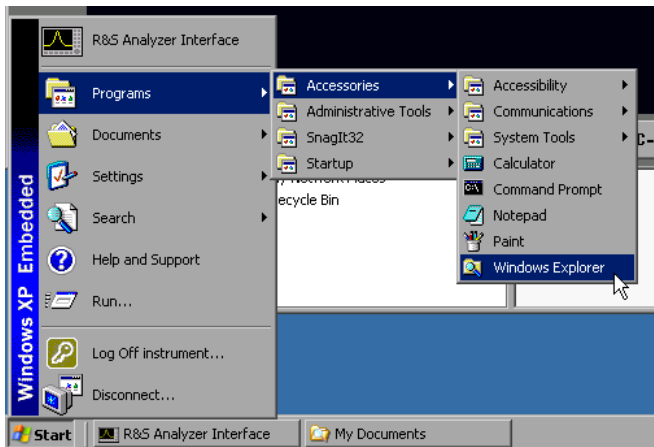 R&S Analyzer Interface
Programs
Documents
Settings
Search
Help and Support
Run...
Log Off instrument...
Disconnect...
Windows XP Embedded
Accessories
Administrative Tools
SnagIt32
Startup
Accessibility
Communications
System Tools
Calculator
Command Prompt
Notepad
Paint
Windows Explorer
Network Places
ecycle Bin
C-
Start
R&S Analyzer Interface
My Documents